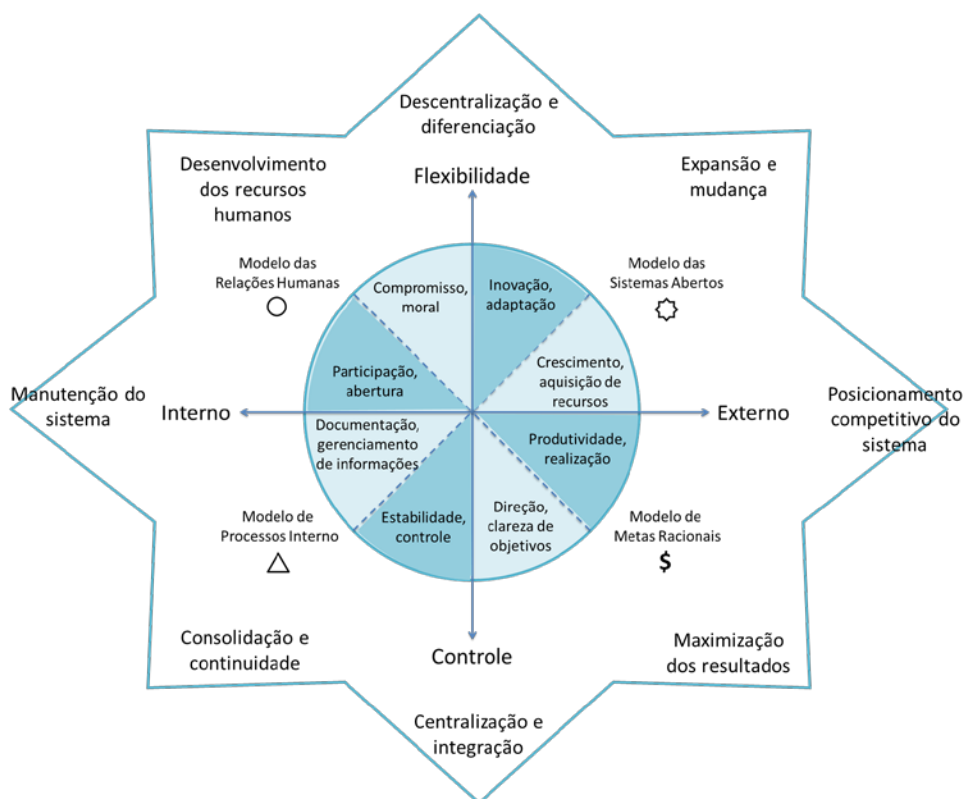 Descentralização e
diferenciação
Desenvolvimento
dos recursos
humanos
Flexibilidade
Expansão e
mudança
Modelo das
Relações Humanas
Compromisso,
moral
Inovação,
adaptação
Modelo das
Sistemas Abertos
Participação,
abertura
Crescimento,
aquisição de
recursos
Manutenção do
sistema
Interno
Externo
Posicionamento
competitivo do
sistema
Documentação,
gerenciamento
de informações
Produtividade,
realização
Modelo de
Processos Interno
Estabilidade,
controle
Direção,
clareza de
objetivos
Modelo de
Metas Racionais
$
Consolidação e
continuidade
Controle
Maximização
dos resultados
Centralização e
integração